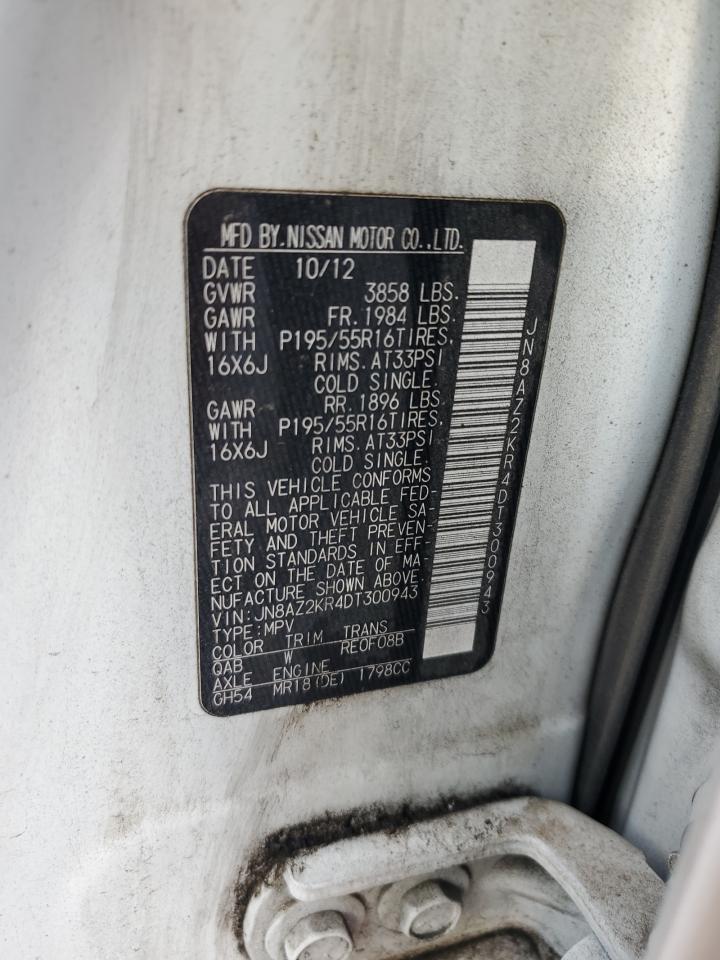 MFD BY.NISSAN MOTOR CO.,LTD.
DATE 10/12
GVWR 3858 LBS.
GAWR FR.1984 LBS.
WITH P195/55R16TIRES,
16X6J RIMS.AT33PSI
COLD SINGLE.
GAWR RR.1896 LBS.
WITH P195/55R16TIRES,
16X6J RIMS.AT33PSI
COLD SINGLE.
THIS VEHICLE CONFORMS
TO ALL APPLICABLE FED-
ERAL MOTOR VEHICLE SA-
FETY AND THEFT PREVEN-
TION STANDARDS IN EFF-
ECT ON THE DATE OF MA-
NUFACTURE SHOWN ABOVE.
VIN:JN8AZ2KR4DT300943
TYPE:MPV
COLOR TRIM TRANS
QAB W RE0F08B
AXLE ENGINE
GH54 MR18(DE) 1798CC
JN8AZ2KR4DT300943